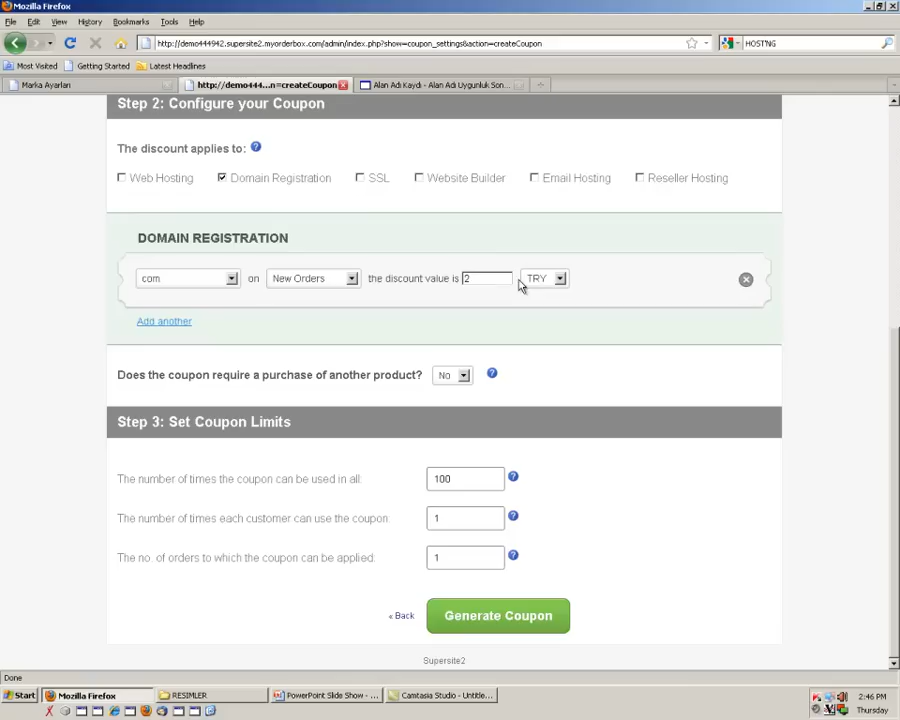 Mozilla Firefox
File Edit View History Bookmarks Tools Help
http://demo444942.supersite2.myorderbox.com/admin/index.php?show=coupon_settings&action=createCoupon
HOSTNG
Most Visited Getting Started Latest Headlines
Marka Ayarları http://demo444...n=createCoupon Alan Adı Kaydı - Alan Adı Uygunluk Son...
Step 2: Configure your Coupon
The discount applies to:
Web Hosting Domain Registration SSL Website Builder Email Hosting Reseller Hosting
DOMAIN REGISTRATION
com on New Orders the discount value is 2 TRY
Add another
Does the coupon require a purchase of another product? No
Step 3: Set Coupon Limits
The number of times the coupon can be used in all: 100
The number of times each customer can use the coupon: 1
The no. of orders to which the coupon can be applied: 1
« Back Generate Coupon
Supersite2
Done
Start Mozilla Firefox RESIMLER PowerPoint Slide Show - ... Camtasia Studio - Untitle...
2:46 PM
Thursday